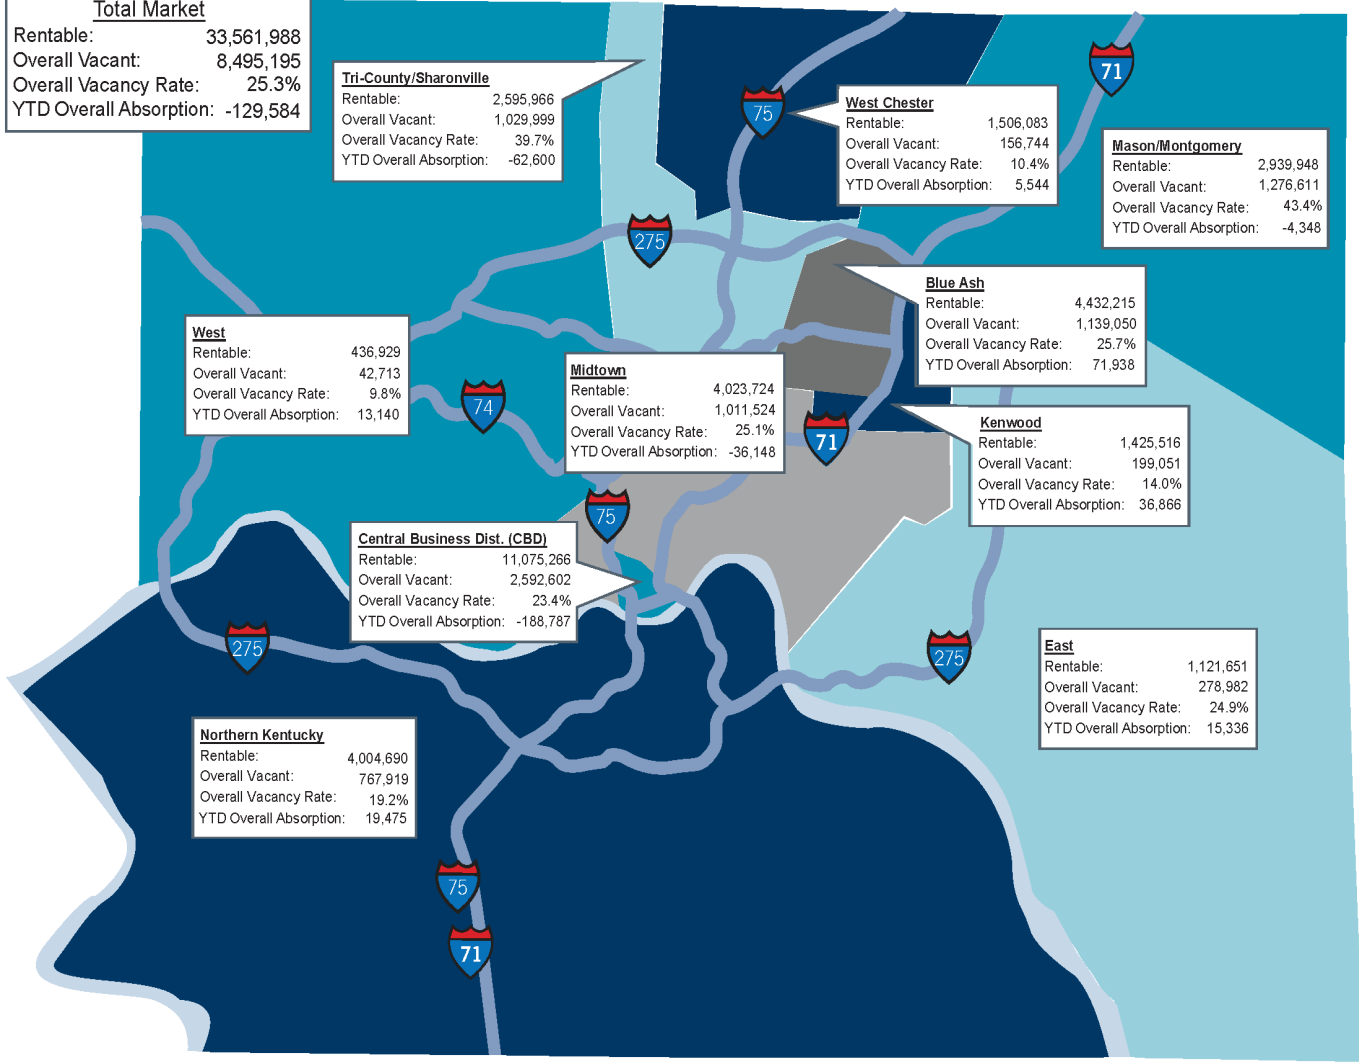 Total Market
Rentable: 33,561,988
Overall Vacant: 8,495,195
Overall Vacancy Rate: 25.3%
YTD Overall Absorption: -129,584
Tri-County/Sharonville
Rentable: 2,595,966
Overall Vacant: 1,029,999
Overall Vacancy Rate: 39.7%
YTD Overall Absorption: -62,600
75
West Chester
Rentable: 1,506,083
Overall Vacant: 156,744
Overall Vacancy Rate: 10.4%
YTD Overall Absorption: 5,544
71
Mason/Montgomery
Rentable: 2,939,948
Overall Vacant: 1,276,611
Overall Vacancy Rate: 43.4%
YTD Overall Absorption: -4,348
275
Blue Ash
Rentable: 4,432,215
Overall Vacant: 1,139,050
Overall Vacancy Rate: 25.7%
YTD Overall Absorption: 71,938
West
Rentable: 436,929
Overall Vacant: 42,713
Overall Vacancy Rate: 9.8%
YTD Overall Absorption: 13,140
74
Midtown
Rentable: 4,023,724
Overall Vacant: 1,011,524
Overall Vacancy Rate: 25.1%
YTD Overall Absorption: -36,148
71
Kenwood
Rentable: 1,425,516
Overall Vacant: 199,051
Overall Vacancy Rate: 14.0%
YTD Overall Absorption: 36,866
75
Central Business Dist. (CBD)
Rentable: 11,075,266
Overall Vacant: 2,592,602
Overall Vacancy Rate: 23.4%
YTD Overall Absorption: -188,787
275
275
East
Rentable: 1,121,651
Overall Vacant: 278,982
Overall Vacancy Rate: 24.9%
YTD Overall Absorption: 15,336
Northern Kentucky
Rentable: 4,004,690
Overall Vacant: 767,919
Overall Vacancy Rate: 19.2%
YTD Overall Absorption: 19,475
75
71